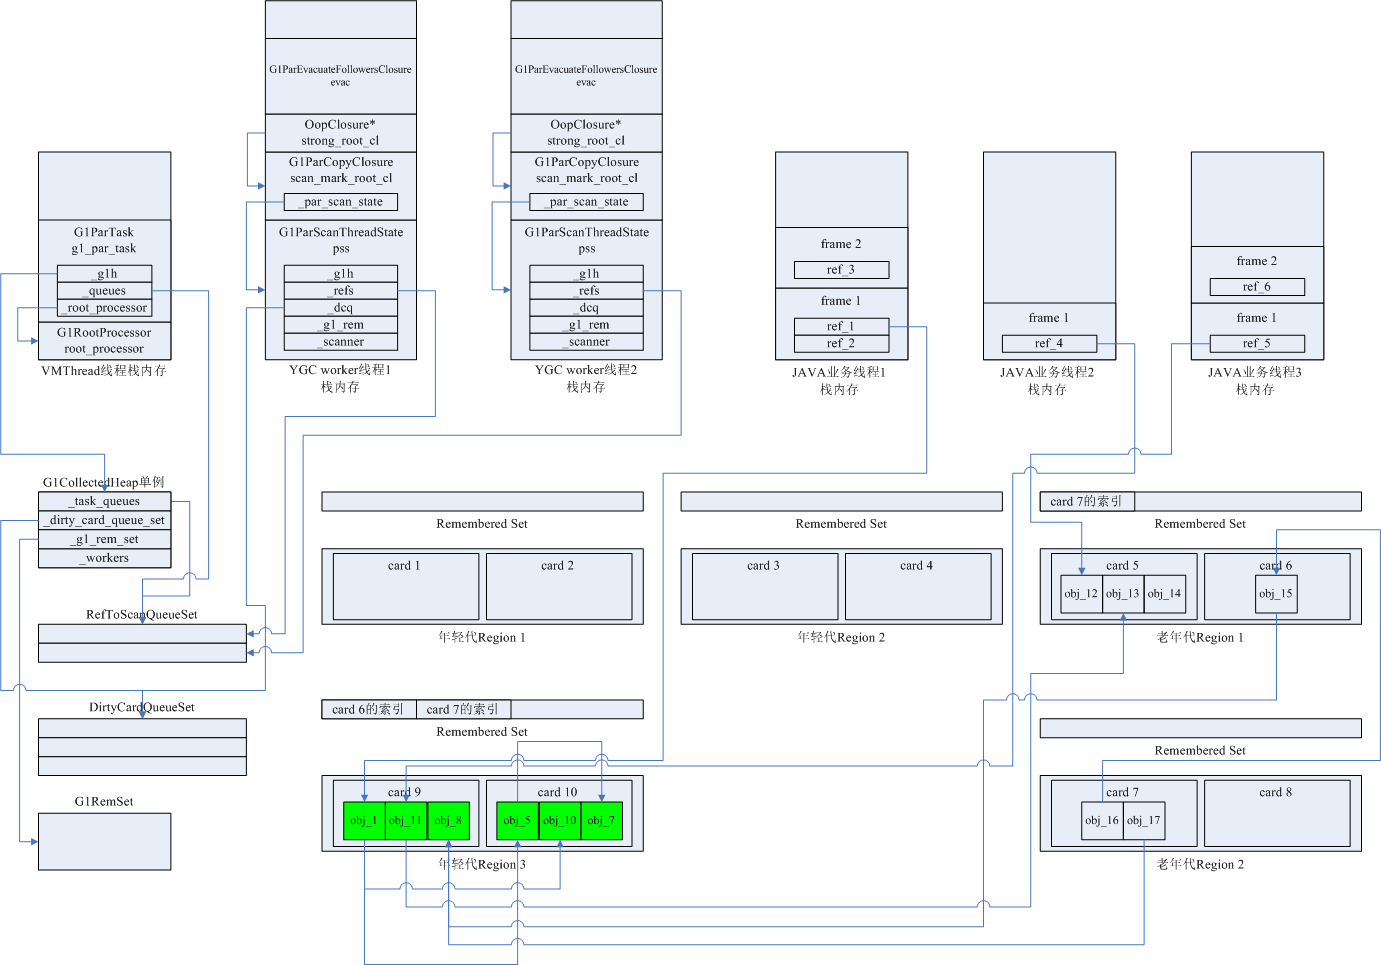 G1ParEvacuateFollowersClosure
evac
OopClosure*
strong_root_cl
G1ParCopyClosure
scan_mark_root_cl
_par_scan_state
G1ParScanThreadState
pss
_g1h
_refs
_dcq
_g1_rem
_scanner
YGC worker线程1
栈内存
G1ParEvacuateFollowersClosure
evac
OopClosure*
strong_root_cl
G1ParCopyClosure
scan_mark_root_cl
_par_scan_state
G1ParScanThreadState
pss
_g1h
_refs
_dcq
_g1_rem
_scanner
YGC worker线程2
栈内存
G1ParTask
g1_par_task
_g1h
_queues
_root_processor
G1RootProcessor
root_processor
VMThread线程栈内存
frame 2
ref_3
frame 1
ref_1
ref_2
JAVA业务线程1
栈内存
frame 1
ref_4
JAVA业务线程2
栈内存
frame 2
ref_6
frame 1
ref_5
JAVA业务线程3
栈内存
G1CollectedHeap单例
_task_queues
_dirty_card_queue_set
_g1_rem_set
_workers
RefToScanQueueSet
DirtyCardQueueSet
G1RemSet
Remembered Set
card 1
card 2
年轻代Region 1
Remembered Set
card 3
card 4
年轻代Region 2
card 7的索引
Remembered Set
card 5
card 6
obj_12
obj_13
obj_14
obj_15
老年代Region 1
card 6的索引
card 7的索引
Remembered Set
card 9
card 10
obj_1
obj_11
obj_8
obj_5
obj_10
obj_7
年轻代Region 3
Remembered Set
card 7
card 8
obj_16
obj_17
老年代Region 2